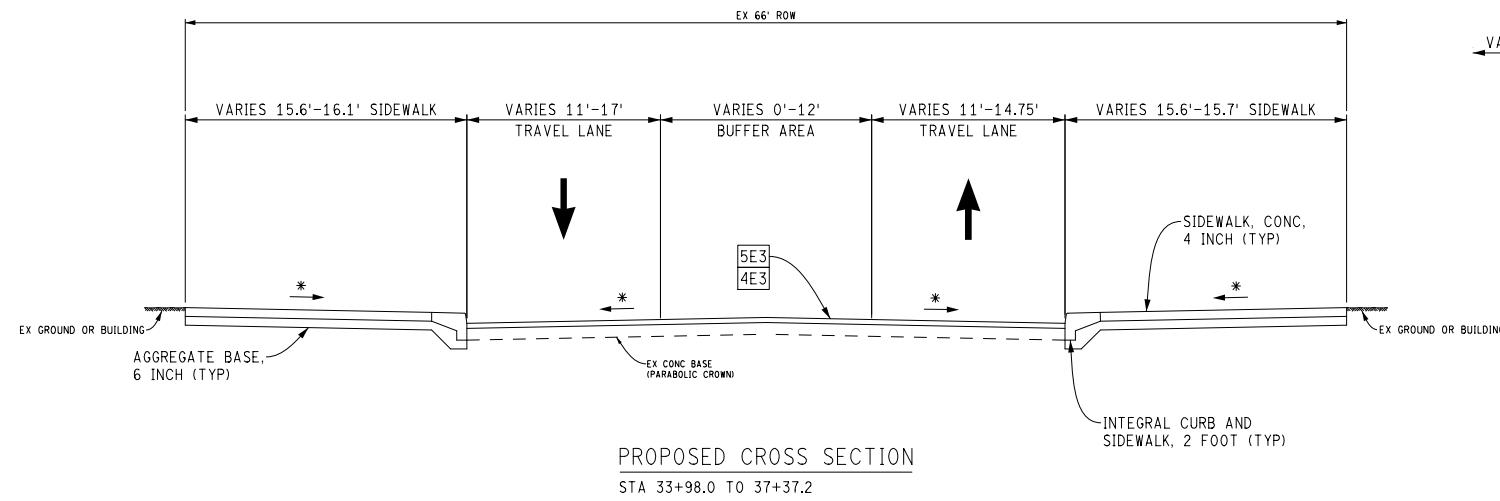 EX 66' ROW
VA
VARIES 15.6'-16.1' SIDEWALK
VARIES 11'-17'
TRAVEL LANE
VARIES 0'-12'
BUFFER AREA
VARIES 11'-14.75'
TRAVEL LANE
VARIES 15.6'-15.7' SIDEWALK
SIDEWALK, CONC,
4 INCH (TYP)
5E3
4E3
*
*
*
*
EX GROUND OR BUILDING
EX GROUND OR BUILDING
AGGREGATE BASE,
6 INCH (TYP)
EX CONC BASE
(PARABOLIC CROWN)
INTEGRAL CURB AND
SIDEWALK, 2 FOOT (TYP)
PROPOSED CROSS SECTION
STA 33+98.0 TO 37+37.2